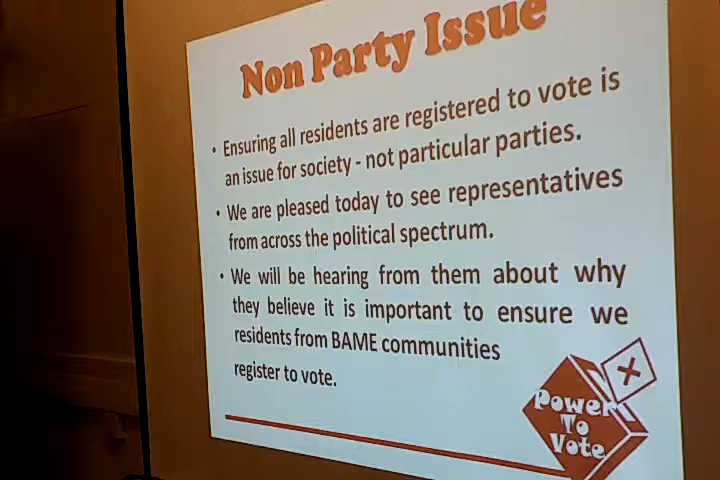 Non Party Issue
• Ensuring all residents are registered to vote is
an issue for society - not particular parties.
• We are pleased today to see representatives
from across the political spectrum.
• We will be hearing from them about why
they believe it is important to ensure we
residents from BAME communities
register to vote.
Power
To
Vote